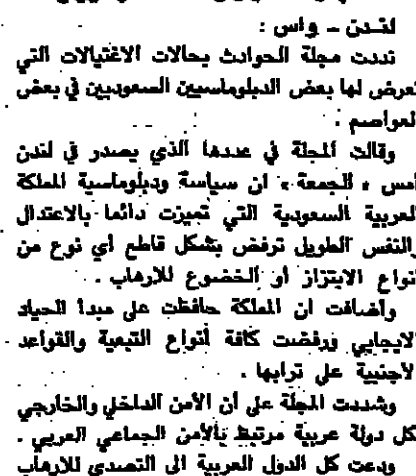 لندن - واس :
نددت مجلة الحوادث بحالات الاغتيالات التي
تعرض لها بعض الدبلوماسيين السعوديين في بعض
العواصم .
وقالت المجلة في عددها الذي يصدر في لندن
امس « الجمعة » ان سياسة ودبلوماسية المملكة
العربية السعودية التي تميزت دائما بالاعتدال
والنفس الطويل ترفض بشكل قاطع أي نوع من
انواع الابتزاز أو الخضوع للارهاب .
وأضافت ان المملكة حافظت على مبدأ الحياد
الايجابي ورفضت كافة أنواع التبعية والقواعد
الاجنبية على ترابها .
وشددت المجلة على أن الأمن الداخلي والخارجي
لكل دولة عربية مرتبط بالأمن الجماعي العربي .
ودعت كل الدول العربية الى التصدي للارهاب